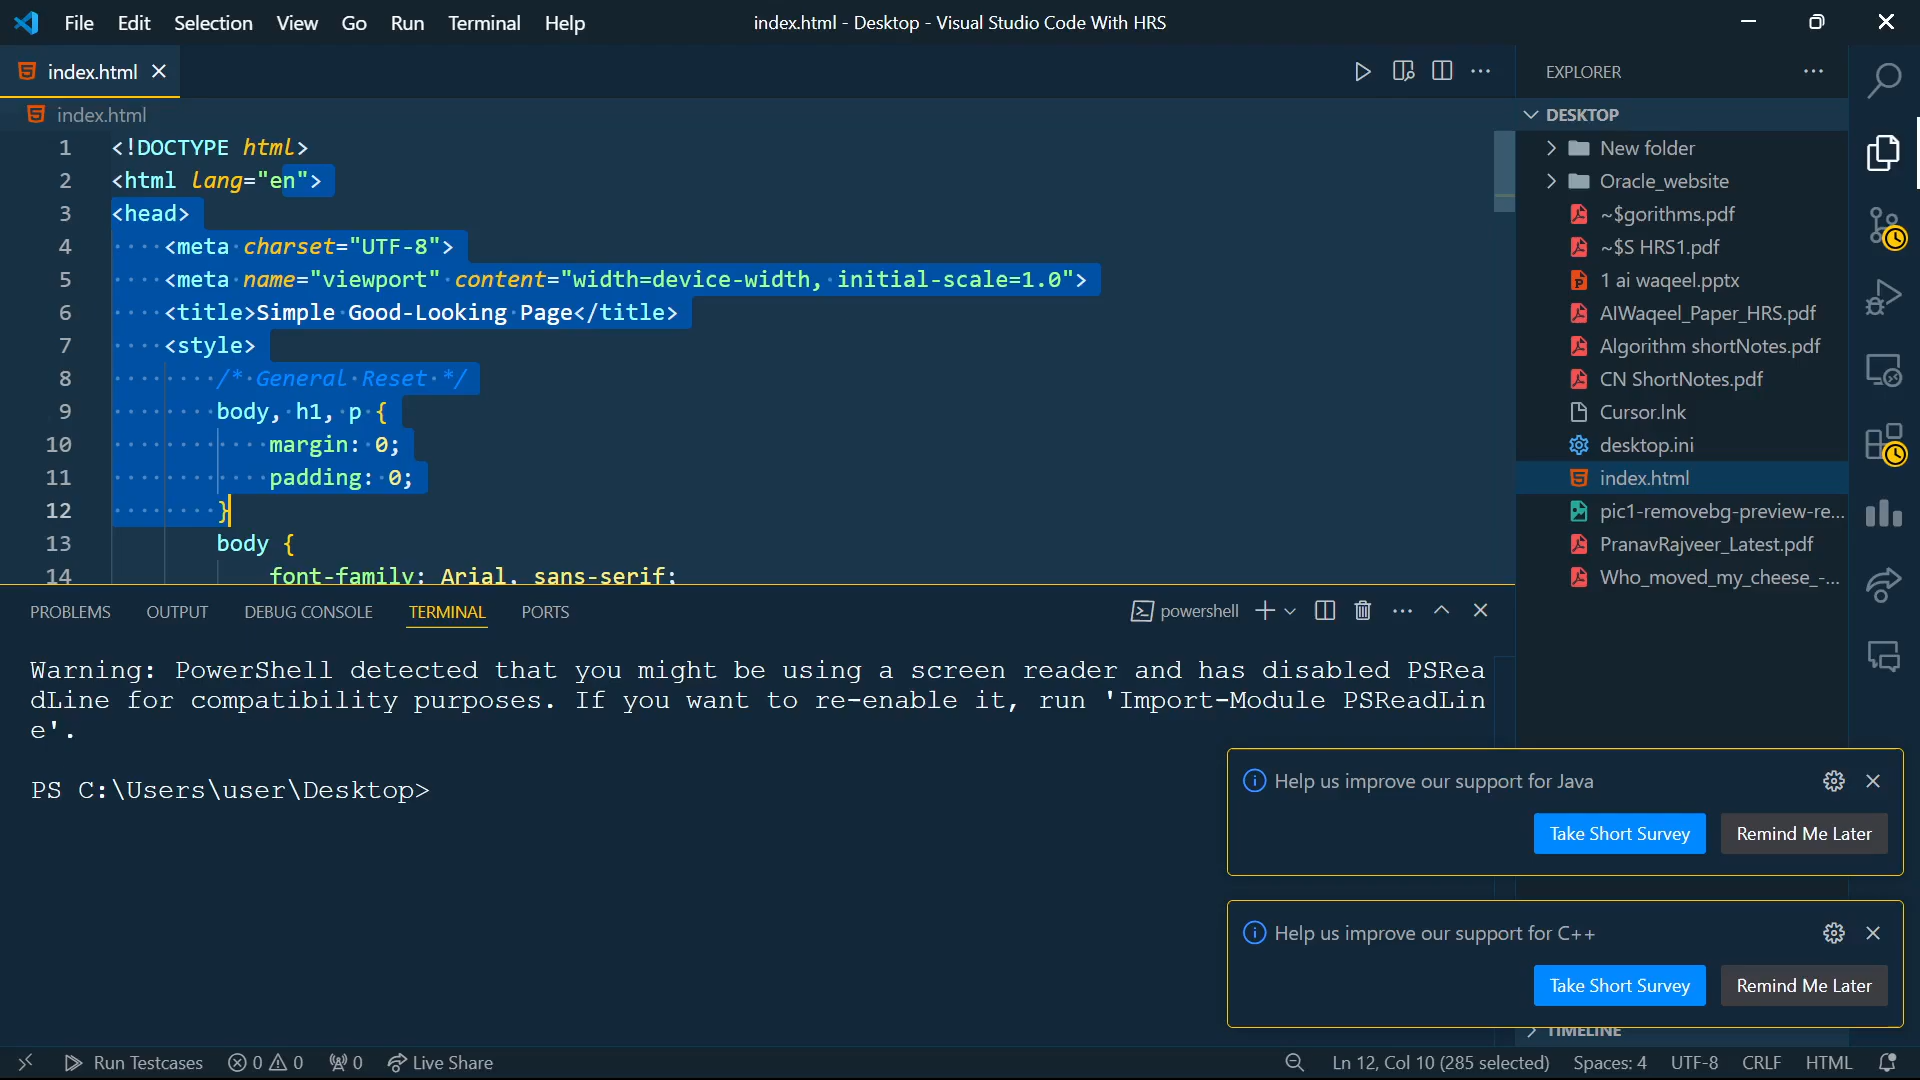 File Edit Selection View Go Run Terminal Help
index.html - Desktop - Visual Studio Code With HRS
index.html
index.html
1 <!DOCTYPE html>
2 <html lang="en">
3 <head>
4 <meta charset="UTF-8">
5 <meta name="viewport" content="width=device-width, initial-scale=1.0">
6 <title>Simple Good-Looking Page</title>
7 <style>
8 /* General Reset */
9 body, h1, p {
10 margin: 0;
11 padding: 0;
12 }
13 body {
14 font-family: Arial, sans-serif;
EXPLORER
DESKTOP
New folder
Oracle_website
~$gorithms.pdf
~$S HRS1.pdf
1 ai waqeel.pptx
AIWaqeel_Paper_HRS.pdf
Algorithm shortNotes.pdf
CN ShortNotes.pdf
Cursor.lnk
desktop.ini
index.html
pic1-removebg-preview-re...
PranavRajveer_Latest.pdf
Who_moved_my_cheese_-...
TIMELINE
PROBLEMS OUTPUT DEBUG CONSOLE TERMINAL PORTS
powershell
Warning: PowerShell detected that you might be using a screen reader and has disabled PSRea
dLine for compatibility purposes. If you want to re-enable it, run 'Import-Module PSReadLin
e'.
PS C:\Users\user\Desktop>
Help us improve our support for Java
Take Short Survey Remind Me Later
Help us improve our support for C++
Take Short Survey Remind Me Later
Run Testcases 0 0 0 Live Share
Ln 12, Col 10 (285 selected) Spaces: 4 UTF-8 CRLF HTML